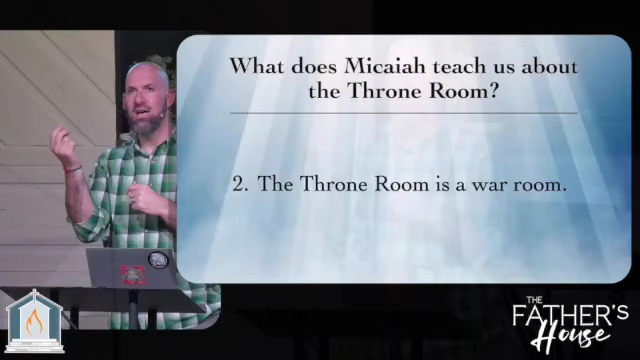 What does Micaiah teach us about
the Throne Room?
2. The Throne Room is a war room.
THE
FATHER'S
House